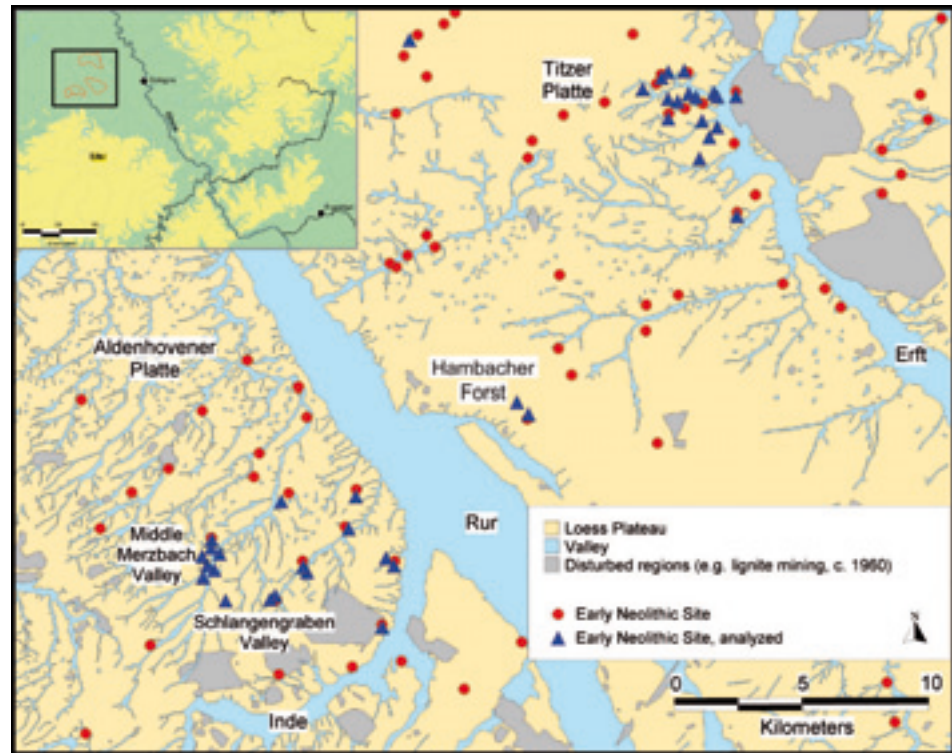 Cologne
Titzer
Platte
Aldenhovener
Platte
Hambacher
Forst
Erft
Rur
Middle
Merzbach
Valley
Schlangengraben
Valley
Inde
Loess Plateau
Valley
Disturbed regions (e.g. lignite mining, c. 1960)
Early Neolithic Site
Early Neolithic Site, analyzed
0 5 10
Kilometers